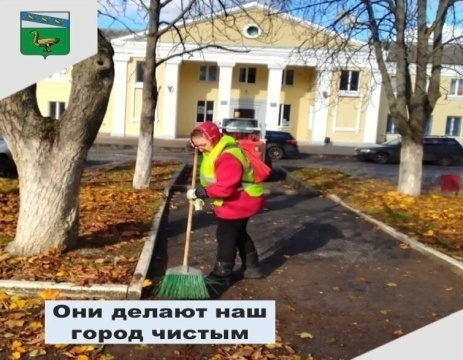 Они делают наш
город чистым